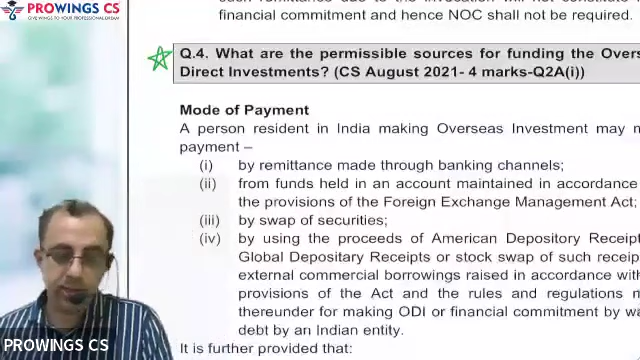 PROWINGS CS
WINGS TO YOUR PROFESSIONAL DREAM
such remittance due to the invocation will not constitute
financial commitment and hence NOC shall not be required.
Q.4. What are the permissible sources for funding the Overs
Direct Investments? (CS August 2021- 4 marks-Q2A(i))
Mode of Payment
A person resident in India making Overseas Investment may m
payment –
(i) by remittance made through banking channels;
(ii) from funds held in an account maintained in accordance
the provisions of the Foreign Exchange Management Act;
(iii) by swap of securities;
(iv) by using the proceeds of American Depository Receipt
Global Depositary Receipts or stock swap of such receip
external commercial borrowings raised in accordance with
provisions of the Act and the rules and regulations m
thereunder for making ODI or financial commitment by wa
debt by an Indian entity.
It is further provided that:
PROWINGS CS